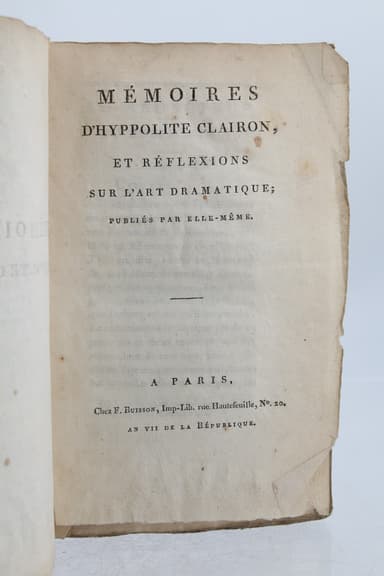 MÉMOIRES
D'HYPPOLITE CLAIRON,
ET RÉFLEXIONS
SUR L'ART DRAMATIQUE;
PUBLIÉS PAR ELLE-MÊME.
A PARIS,
Chez F. BUISSON, Imp-Lib. rue Hautefeuille, Nº. 20.
AN VII DE LA RÉPUBLIQUE.